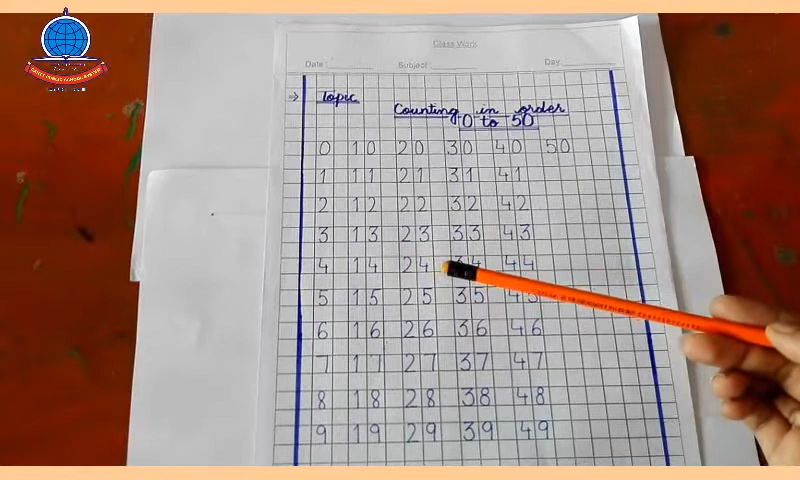 Class Work
Date Subject Day
⇒ Topic
Counting in order
0 to 50
0 10 20 30 40 50
1 11 21 31 41
2 12 22 32 42
3 13 23 33 43
4 14 24 34 44
5 15 25 35 45
6 16 26 36 46
7 17 27 37 47
8 18 28 38 48
9 19 29 39 49